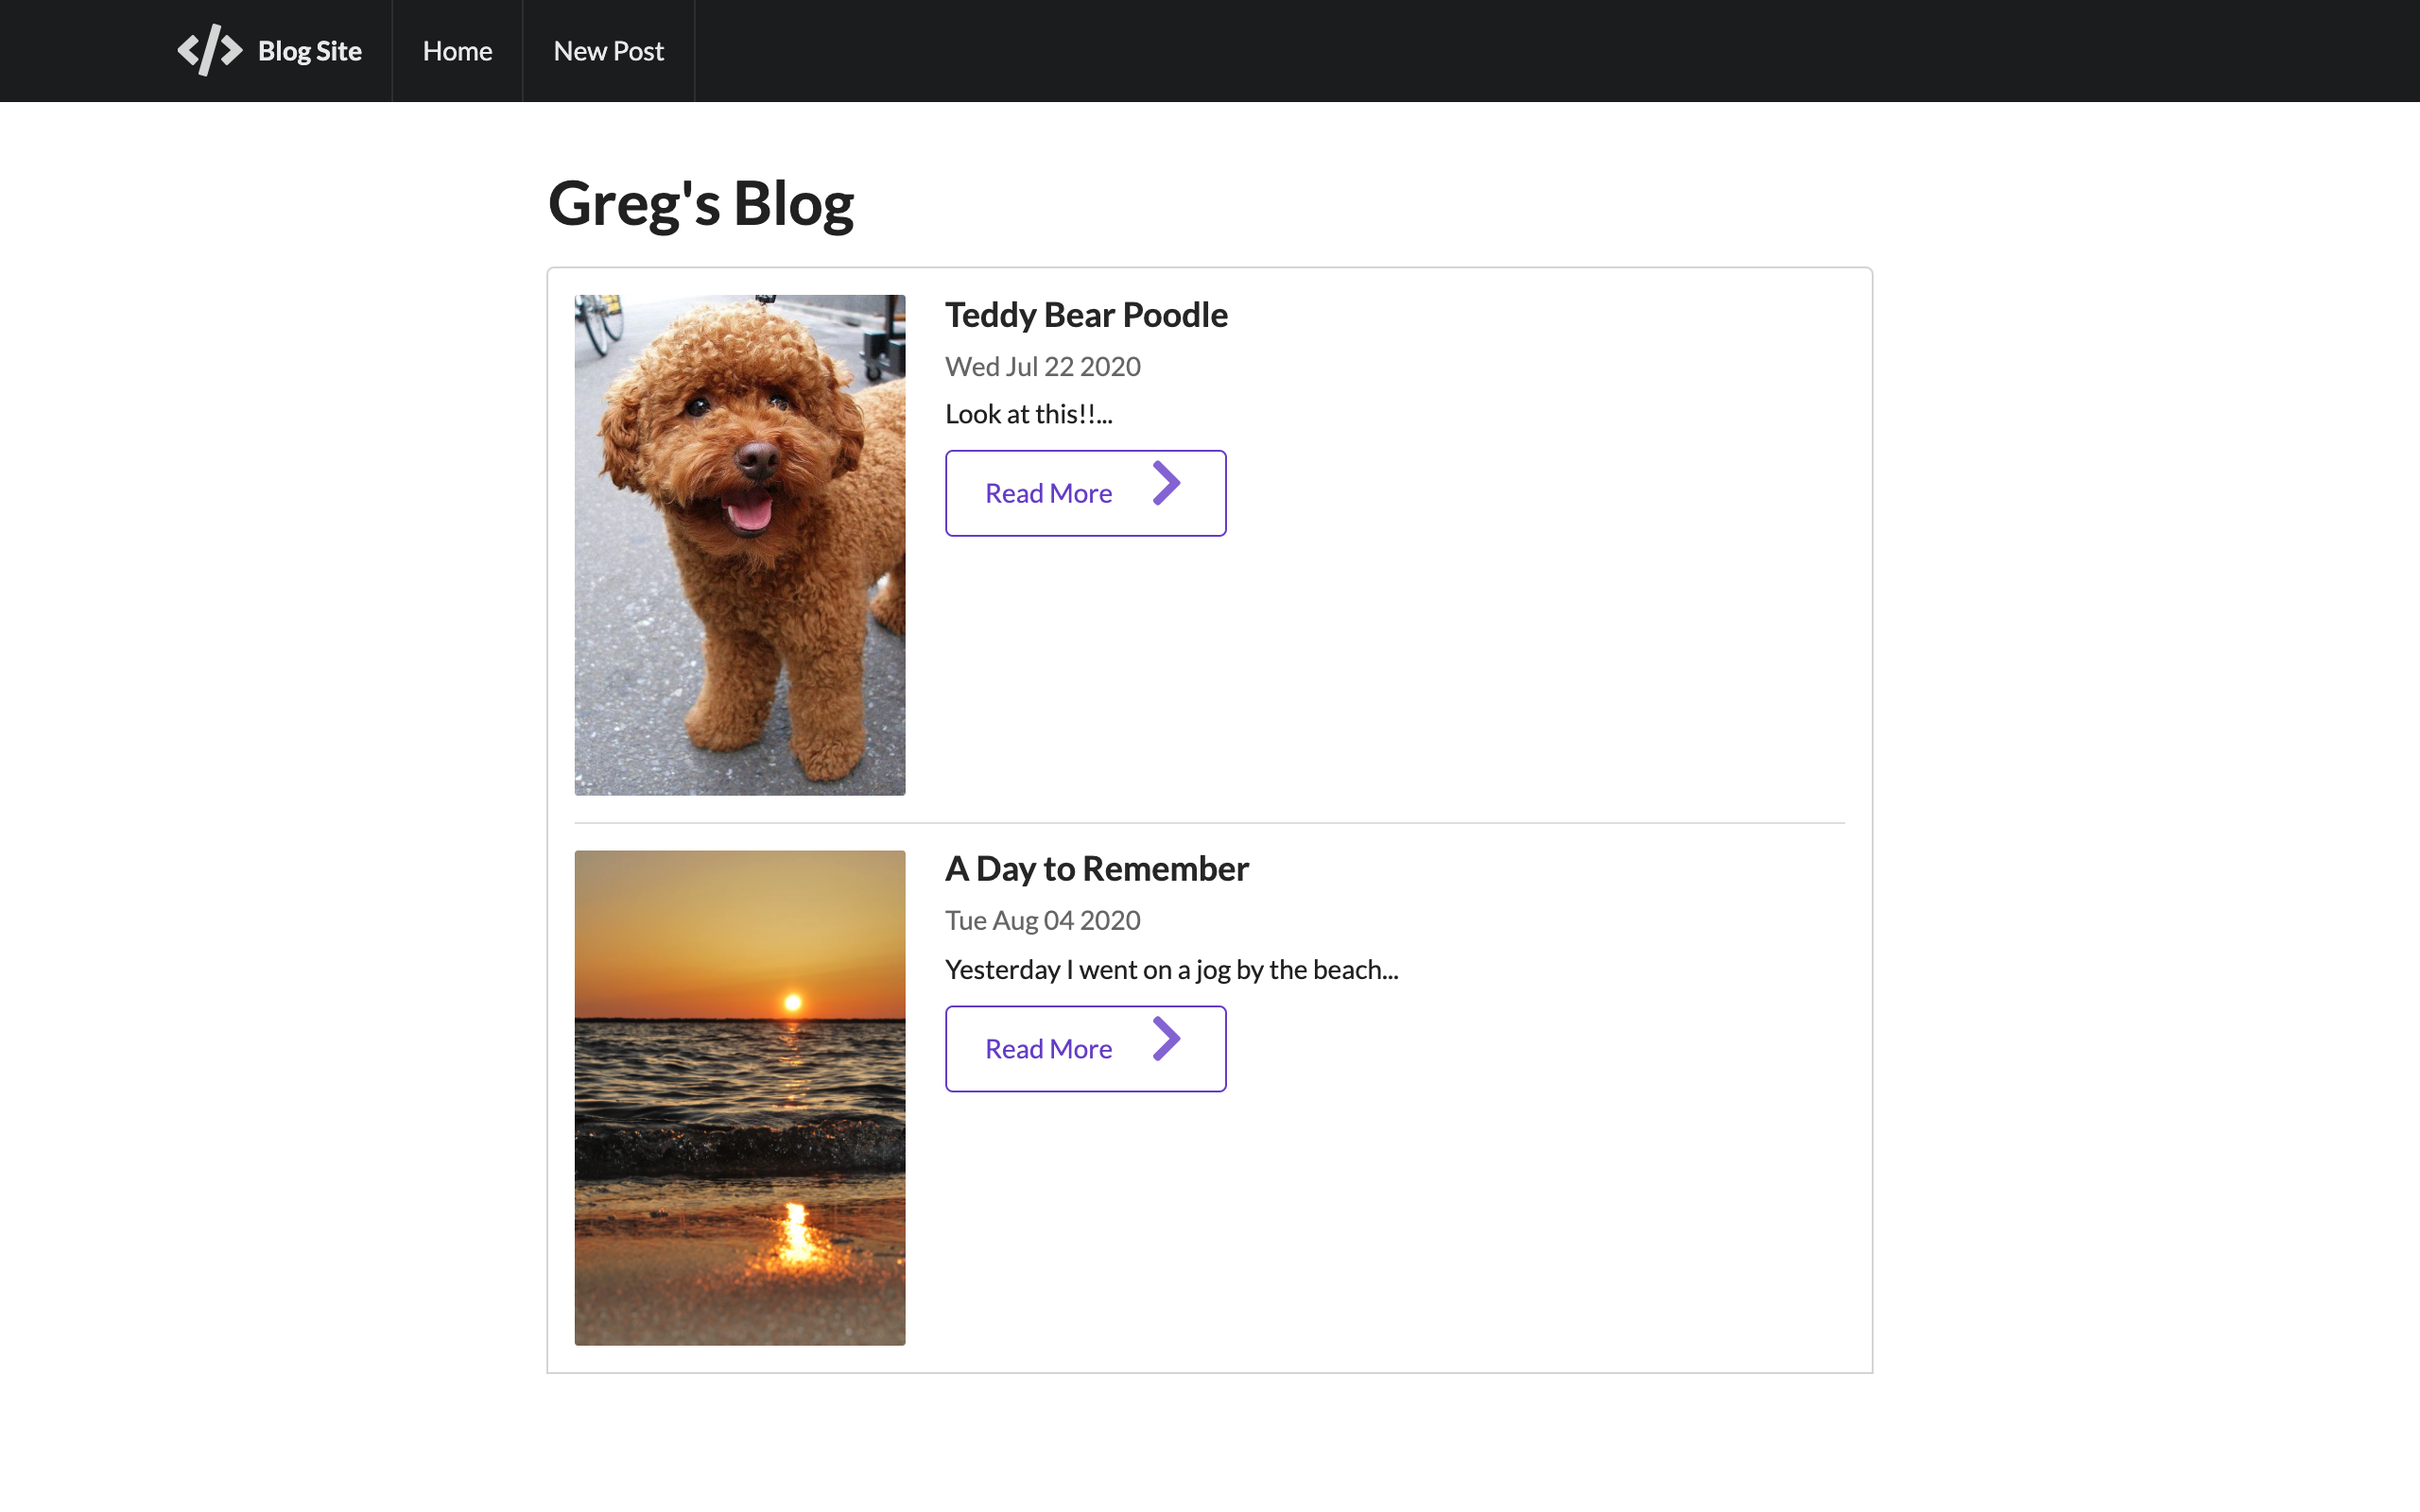 Blog Site Home New Post
Greg's Blog
Teddy Bear Poodle
Wed Jul 22 2020
Look at this!!...
Read More
A Day to Remember
Tue Aug 04 2020
Yesterday I went on a jog by the beach...
Read More